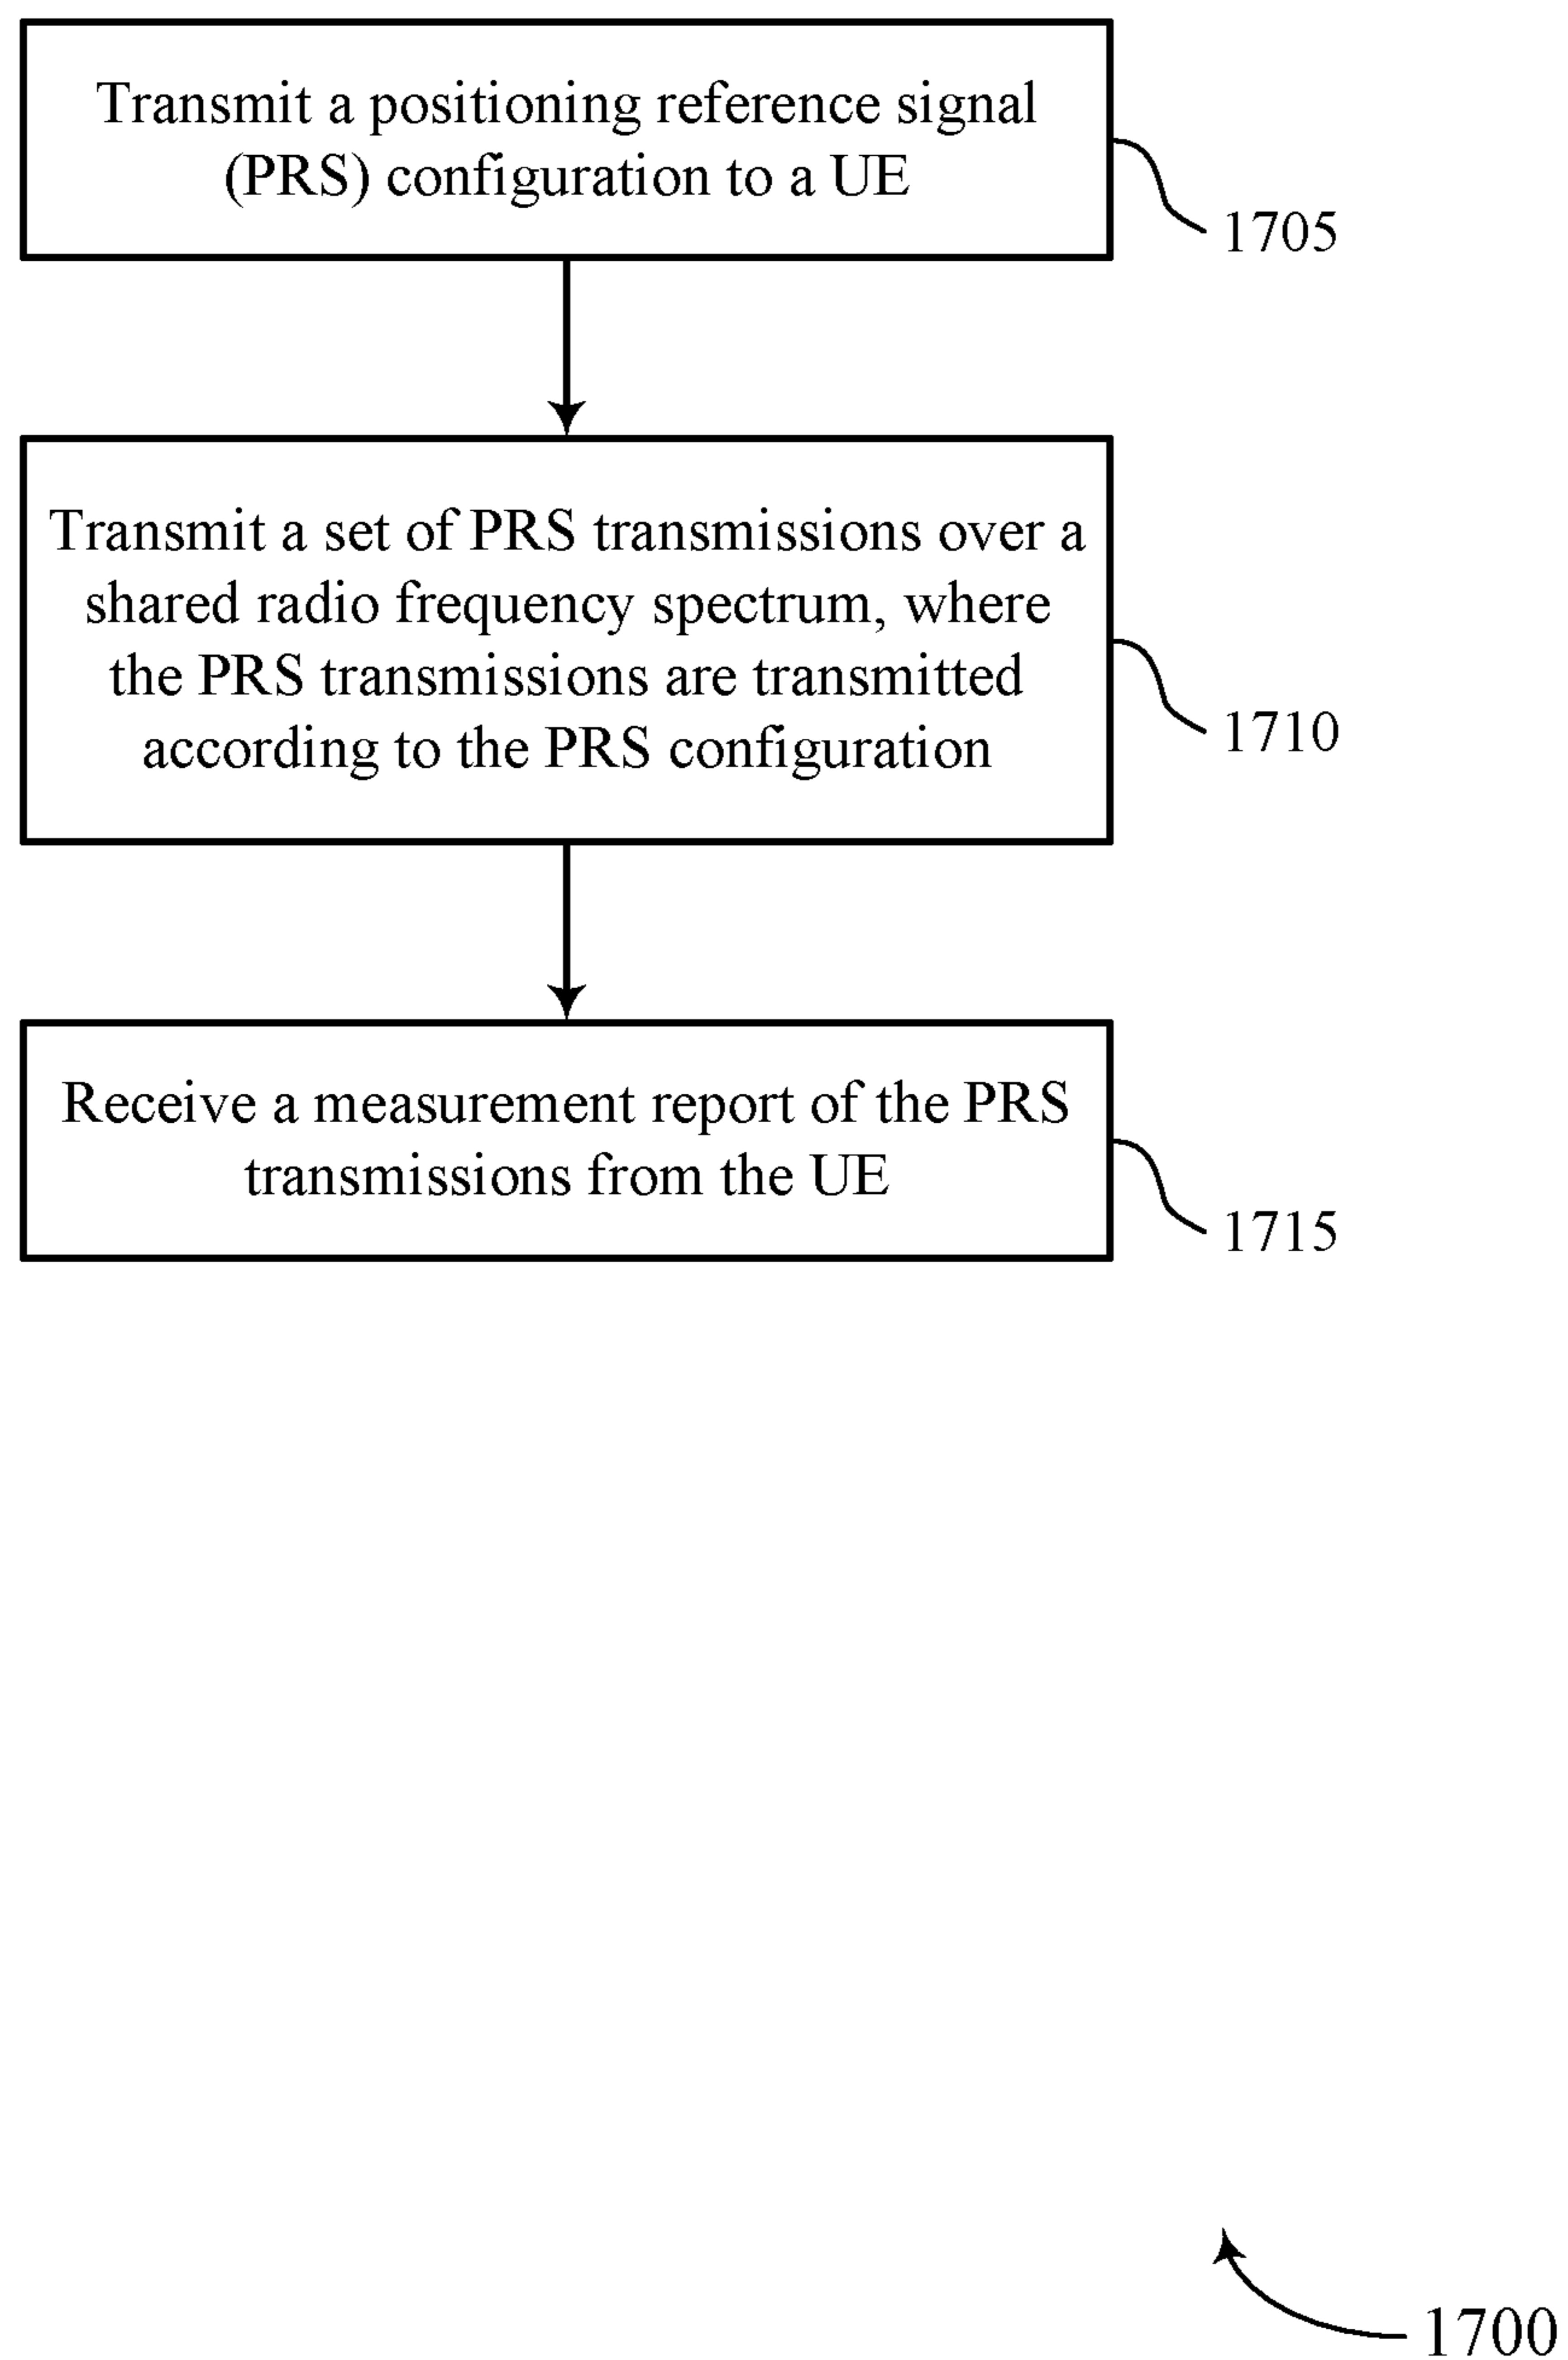 Transmit a positioning reference signal
(PRS) configuration to a UE
1705
Transmit a set of PRS transmissions over a
shared radio frequency spectrum, where
the PRS transmissions are transmitted
according to the PRS configuration
1710
Receive a measurement report of the PRS
transmissions from the UE
1715
1700